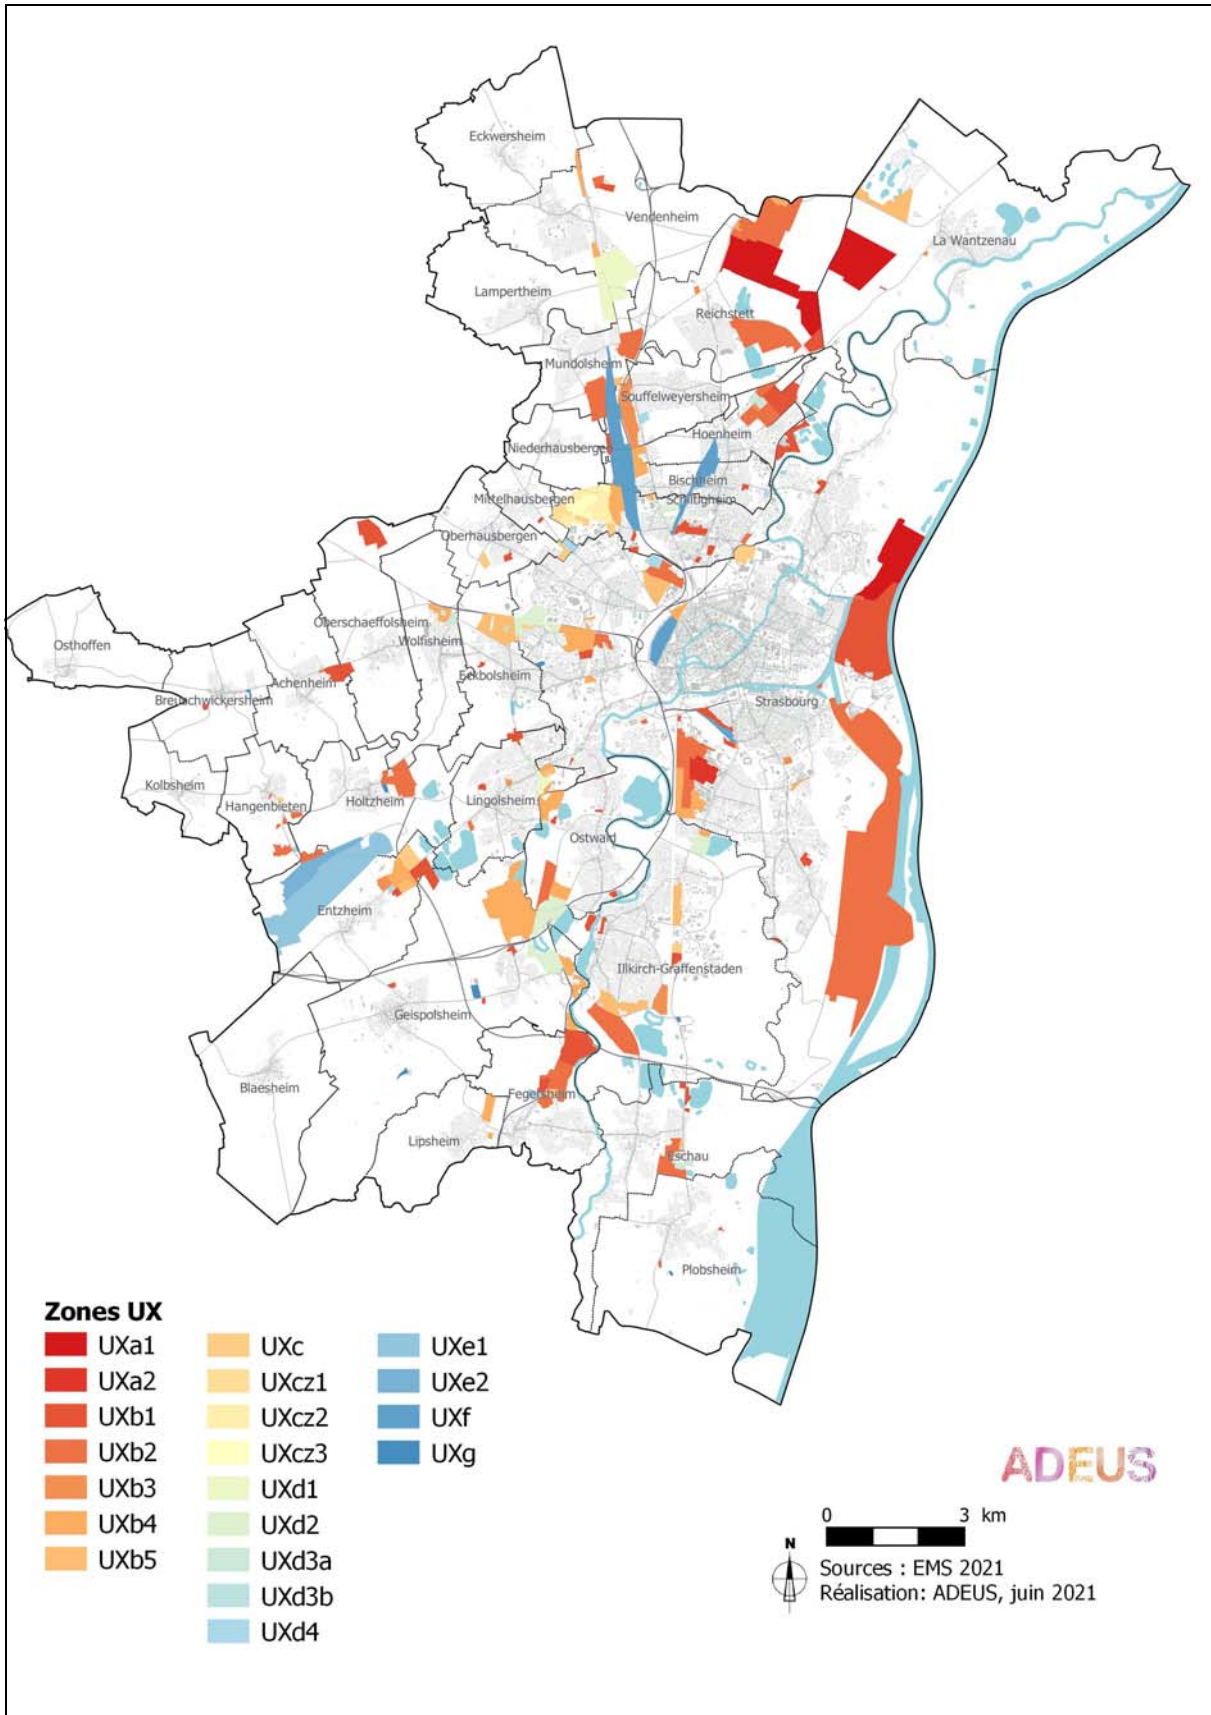 Eckwersheim
Vendenheim
La Wantzenau
Lampertheim
Reichstett
Mundolsheim
Souffelweyersheim
Hoenheim
Niederhausbergen
Bischheim
Schiltigheim
Mittelhausbergen
Oberhausbergen
Oberschaeffolsheim
Wolfisheim
Osthoffen
Eckbolsheim
Achenheim
Breuschwickersheim
Strasbourg
Kolbsheim
Hangenbieten
Holtzheim
Lingolsheim
Ostwald
Entzheim
Illkirch-Graffenstaden
Geispolsheim
Blaesheim
Fegersheim
Lipsheim
Eschau
Plobsheim
Zones UX
UXa1
UXa2
UXb1
UXb2
UXb3
UXb4
UXb5
UXc
UXcz1
UXcz2
UXcz3
UXd1
UXd2
UXd3a
UXd3b
UXd4
UXe1
UXe2
UXf
UXg
ADEUS
0 3 km
N
Sources : EMS 2021
Réalisation: ADEUS, juin 2021